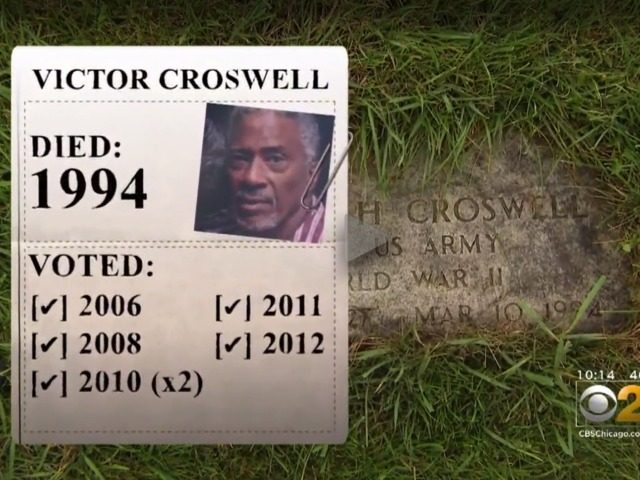 VICTOR CROSWELL
DIED:
1994
VOTED:
[✔] 2006
[✔] 2011
[✔] 2008
[✔] 2012
[✔] 2010 (x2)
H CROSWELL
US ARMY
RLD WAR II
MAR 10 1994
10:14
2
CBSChicago.co